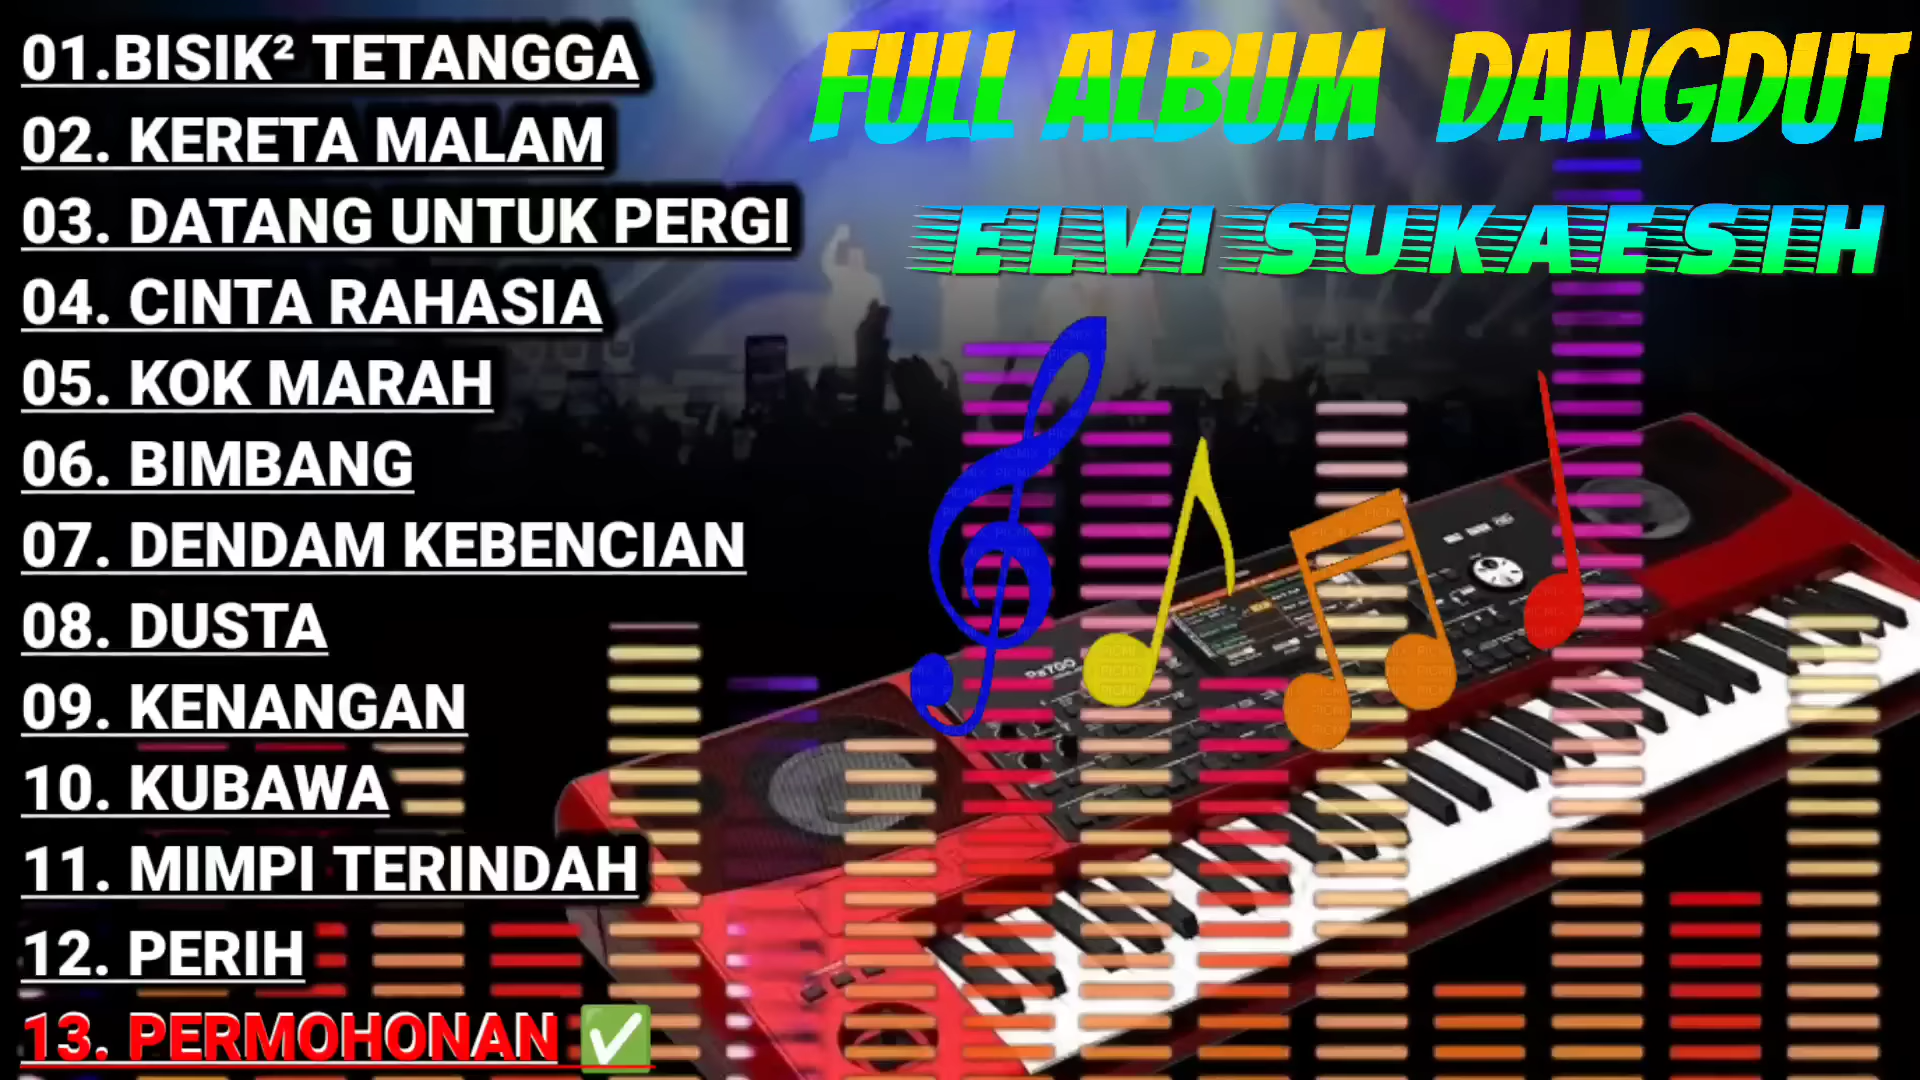 01.BISIK² TETANGGA
02. KERETA MALAM
03. DATANG UNTUK PERGI
04. CINTA RAHASIA
05. KOK MARAH
06. BIMBANG
07. DENDAM KEBENCIAN
08. DUSTA
09. KENANGAN
10. KUBAWA
11. MIMPI TERINDAH
12. PERIH
13. PERMOHONAN ✅
FULL ALBUM DANGDUT
ELVI SUKAESIH
Pa700